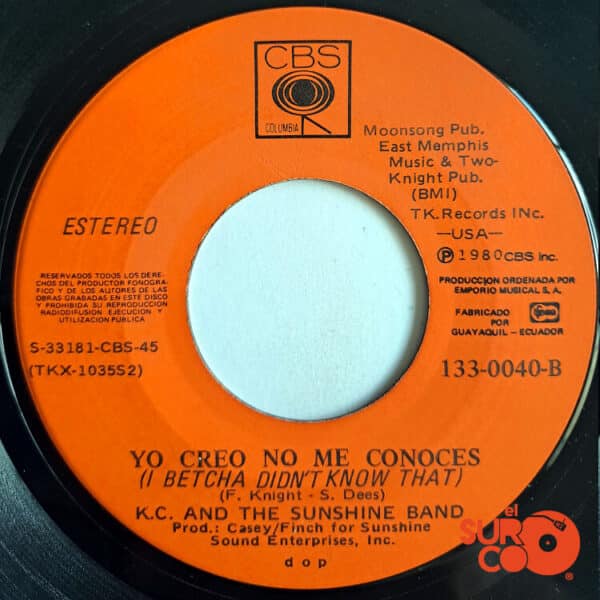 CBS
COLUMBIA
Moonsong Pub.
East Memphis
Music & Two-
Knight Pub.
(BMI)
TK.Records INc.
—USA—
℗ 1980 CBS Inc.
ESTEREO
RESERVADOS TODOS LOS DERE-
CHOS DEL PRODUCTOR FONOGRA-
FICO Y DE LOS AUTORES DE LAS
OBRAS GRABADAS EN ESTE DISCO
Y PROHIBIDA SU REPRODUCCION
RADIODIFUSION EJECUCION Y
UTILIZACION PUBLICA
PRODUCCION ORDENADA POR
EMPORIO MUSICAL S.A.
FABRICADO
POR
GUAYAQUIL - ECUADOR
S-33181-CBS-45
(TKX-1035S2)
133-0040-B
YO CREO NO ME CONOCES
(I BETCHA DIDN'T KNOW THAT)
(F. Knight - S. Dees)
K.C. AND THE SUNSHINE BAND
Prod.: Casey/Finch for Sunshine
Sound Enterprises, Inc.
d o p
el
SUR
CO
®